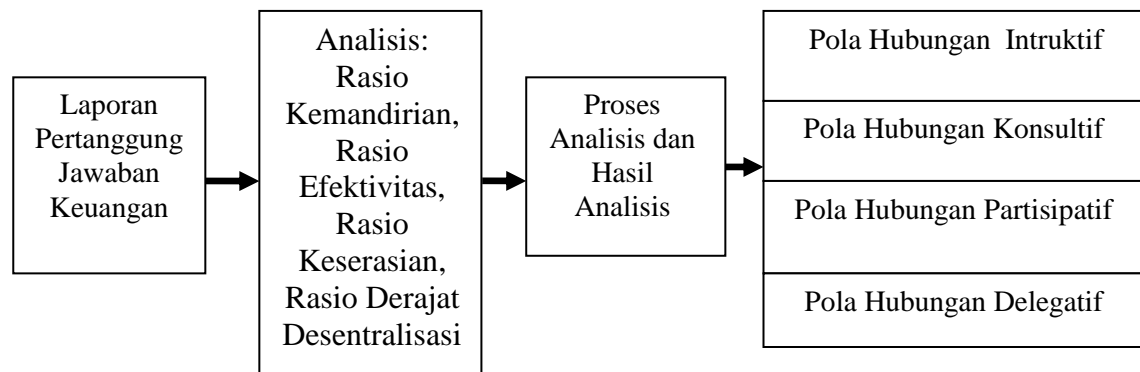 Laporan
Pertanggung
Jawaban
Keuangan
Analisis:
Rasio
Kemandirian,
Rasio
Efektivitas,
Rasio
Keserasian,
Rasio Derajat
Desentralisasi
Proses
Analisis dan
Hasil
Analisis
Pola Hubungan Intruktif
Pola Hubungan Konsultif
Pola Hubungan Partisipatif
Pola Hubungan Delegatif